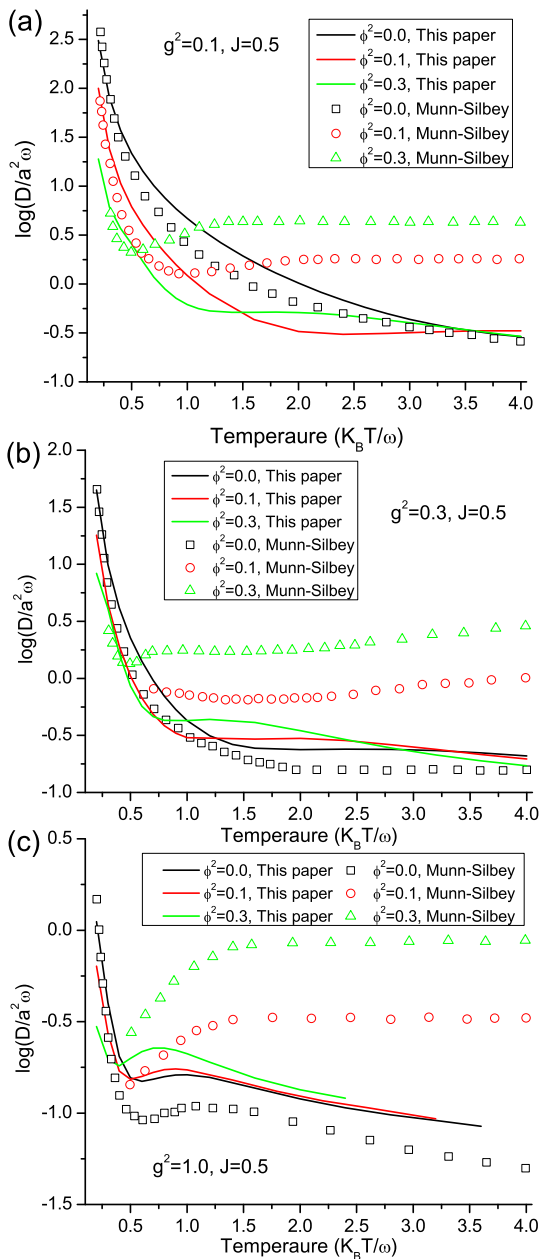 (a)
g²=0.1, J=0.5
ϕ²=0.0, This paper
ϕ²=0.1, This paper
ϕ²=0.3, This paper
ϕ²=0.0, Munn-Silbey
ϕ²=0.1, Munn-Silbey
ϕ²=0.3, Munn-Silbey
log(D/a²ω)
2.5
2.0
1.5
1.0
0.5
0.0
-0.5
-1.0
0.5 1.0 1.5 2.0 2.5 3.0 3.5 4.0
Temperaure (K_BT/ω)
(b)
ϕ²=0.0, This paper
ϕ²=0.1, This paper
ϕ²=0.3, This paper
ϕ²=0.0, Munn-Silbey
ϕ²=0.1, Munn-Silbey
ϕ²=0.3, Munn-Silbey
g²=0.3, J=0.5
log(D/a²ω)
2.0
1.5
1.0
0.5
0.0
-0.5
-1.0
0.5 1.0 1.5 2.0 2.5 3.0 3.5 4.0
Temperaure (K_BT/ω)
(c)
ϕ²=0.0, This paper ϕ²=0.0, Munn-Silbey
ϕ²=0.1, This paper ϕ²=0.1, Munn-Silbey
ϕ²=0.3, This paper ϕ²=0.3, Munn-Silbey
log(D/a²ω)
0.5
0.0
-0.5
-1.0
-1.5
g²=1.0, J=0.5
0.5 1.0 1.5 2.0 2.5 3.0 3.5 4.0
Temperaure (K_BT/ω)